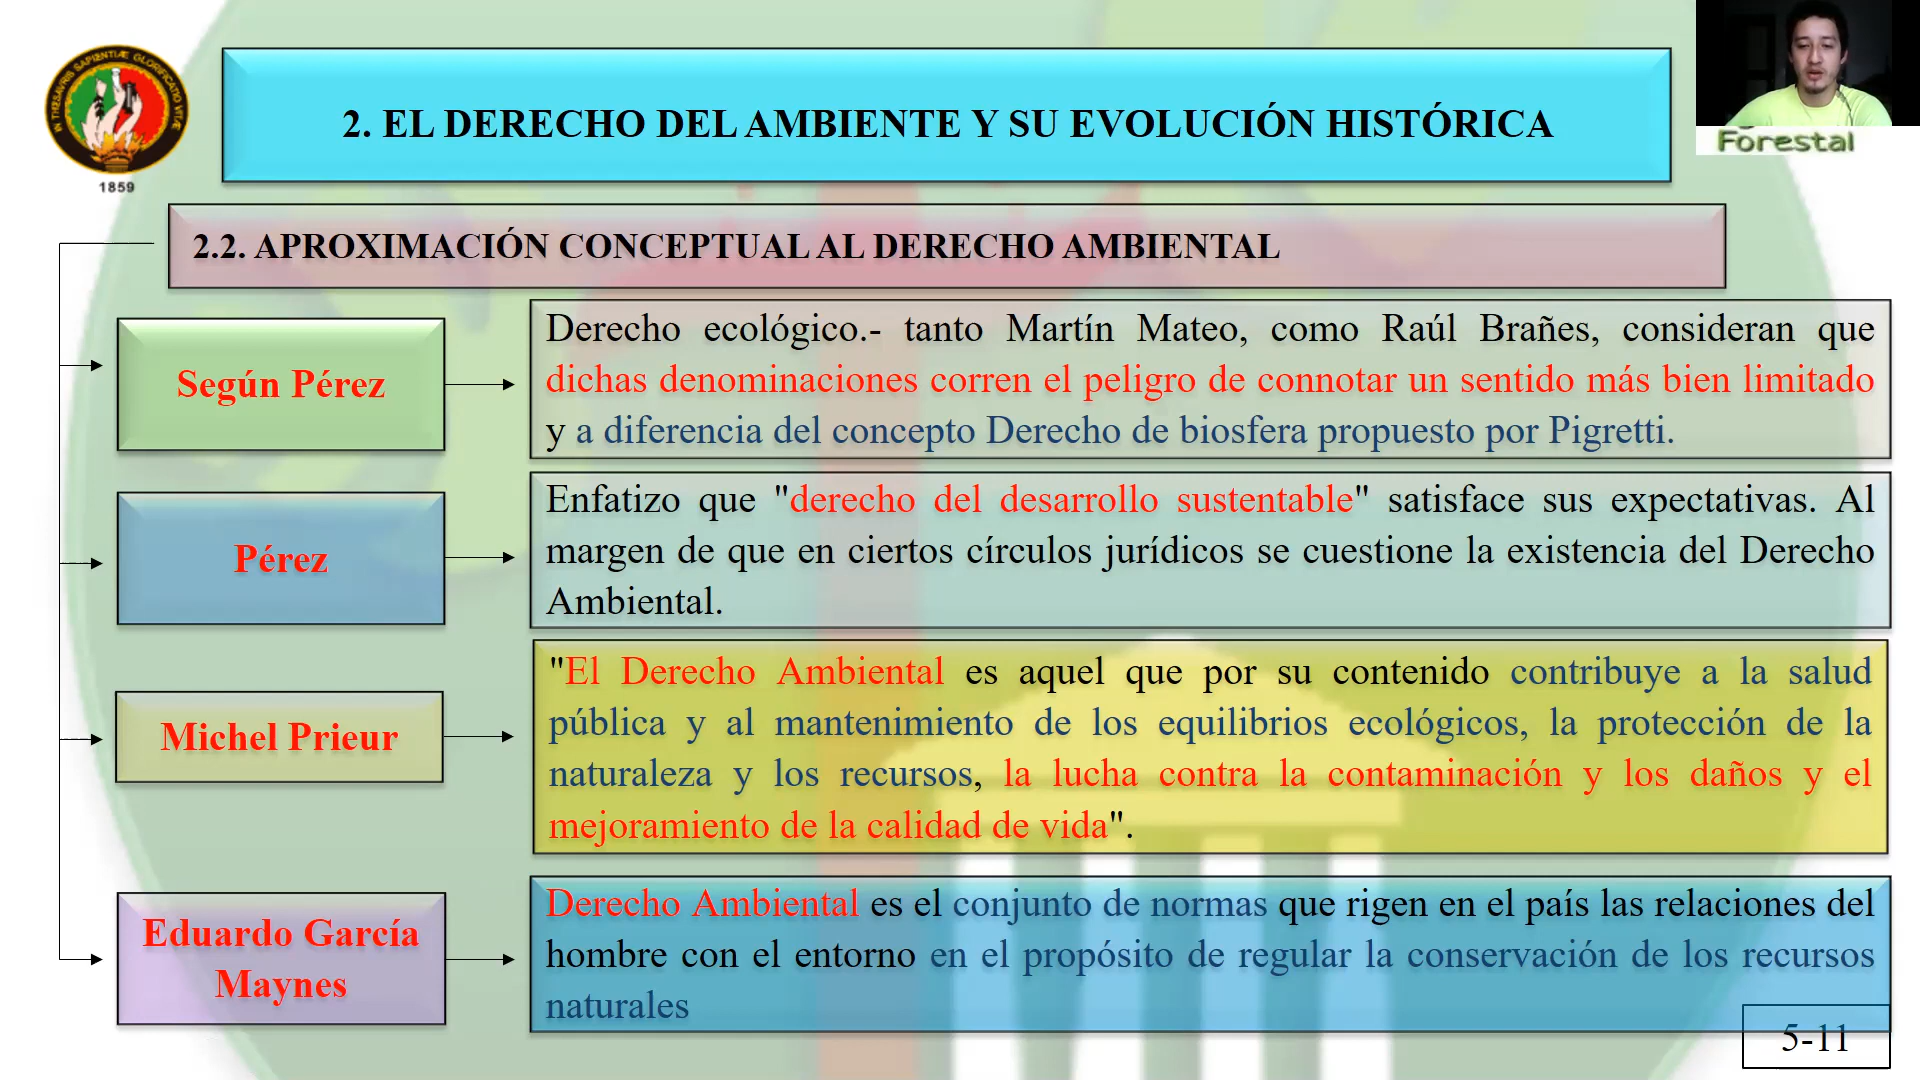 IN THESAVRIS SAPIENTIÆ GLORIFICATIO VITÆ
1859
2. EL DERECHO DEL AMBIENTE Y SU EVOLUCIÓN HISTÓRICA
Forestal
2.2. APROXIMACIÓN CONCEPTUAL AL DERECHO AMBIENTAL
Según Pérez
Derecho ecológico.- tanto Martín Mateo, como Raúl Brañes, consideran que
dichas denominaciones corren el peligro de connotar un sentido más bien limitado
y a diferencia del concepto Derecho de biosfera propuesto por Pigretti.
Pérez
Enfatizo que "derecho del desarrollo sustentable" satisface sus expectativas. Al
margen de que en ciertos círculos jurídicos se cuestione la existencia del Derecho
Ambiental.
Michel Prieur
"El Derecho Ambiental es aquel que por su contenido contribuye a la salud
pública y al mantenimiento de los equilibrios ecológicos, la protección de la
naturaleza y los recursos, la lucha contra la contaminación y los daños y el
mejoramiento de la calidad de vida".
Eduardo García
Maynes
Derecho Ambiental es el conjunto de normas que rigen en el país las relaciones del
hombre con el entorno en el propósito de regular la conservación de los recursos
naturales
5-11